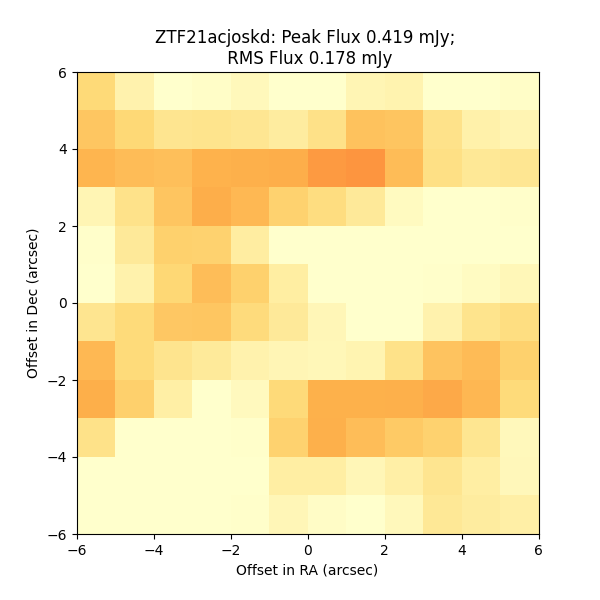 ZTF21acjoskd: Peak Flux 0.419 mJy;
RMS Flux 0.178 mJy
6
4
2
0
−2
−4
−6
Offset in Dec (arcsec)
−6 −4 −2 0 2 4 6
Offset in RA (arcsec)